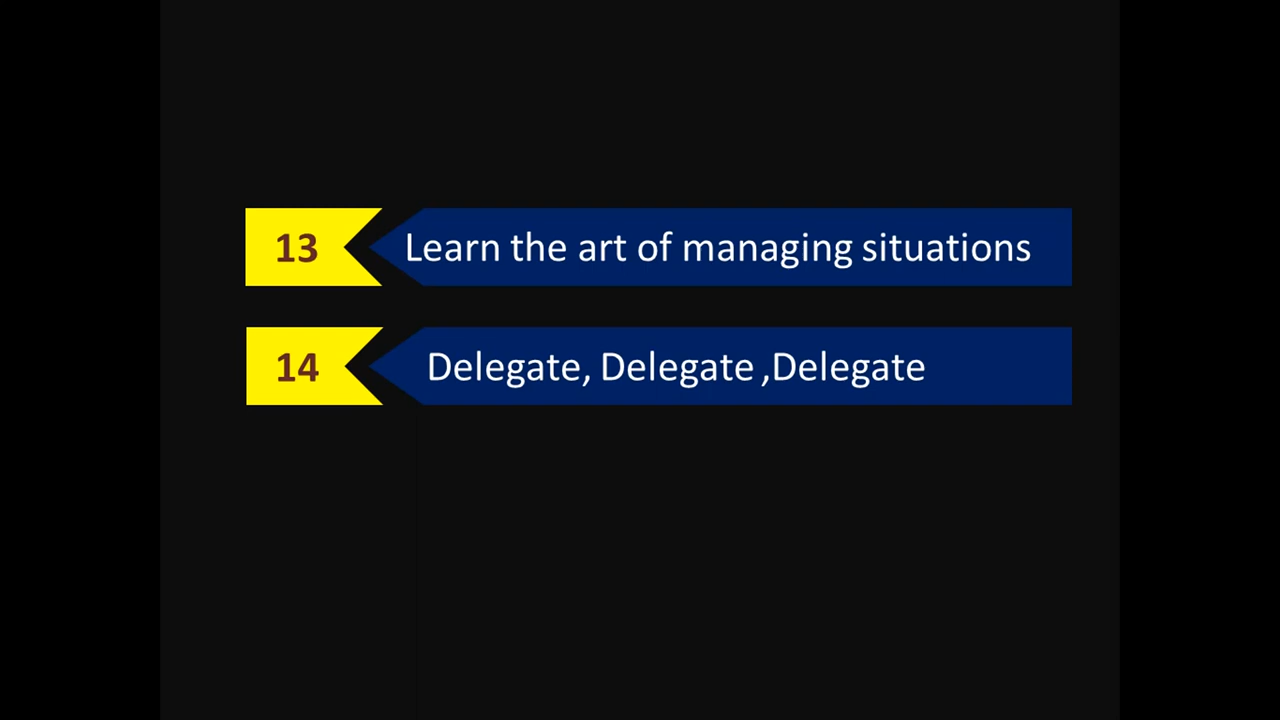 13 Learn the art of managing situations
14 Delegate, Delegate ,Delegate